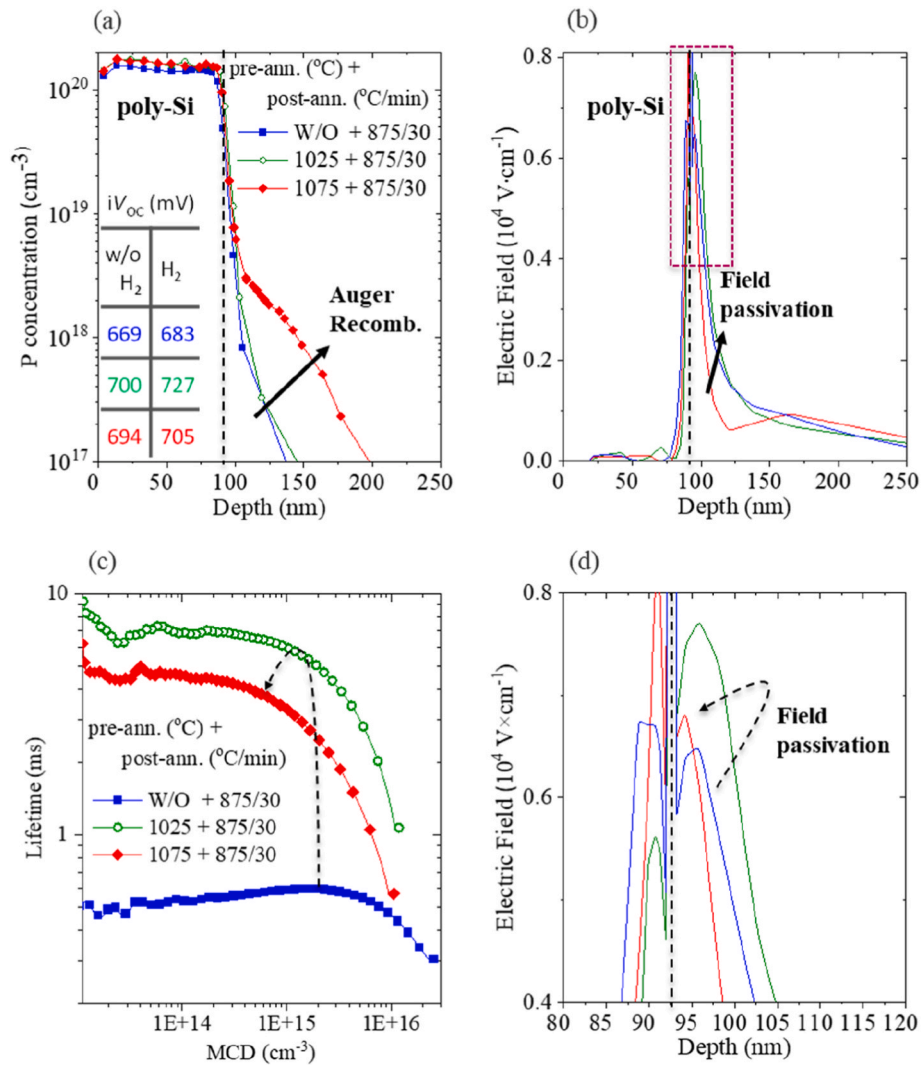 (a)
P concentration (cm⁻³)
10²⁰
10¹⁹
10¹⁸
10¹⁷
poly-Si
pre-ann. (°C) +
post-ann. (°C/min)
W/O + 875/30
1025 + 875/30
1075 + 875/30
iVOC (mV)
w/o H₂ H₂
669 683
700 727
694 705
Auger
Recomb.
0 50 100 150 200 250
Depth (nm)
(b)
Electric Field (10⁴ V·cm⁻¹)
0.8
0.6
0.4
0.2
0.0
poly-Si
Field
passivation
0 50 100 150 200 250
Depth (nm)
(c)
Lifetime (ms)
10
1
pre-ann. (°C) +
post-ann. (°C/min)
W/O + 875/30
1025 + 875/30
1075 + 875/30
1E+14 1E+15 1E+16
MCD (cm⁻³)
(d)
Electric Field (10⁴ V×cm⁻¹)
0.8
0.6
0.4
Field
passivation
80 85 90 95 100 105 110 115 120
Depth (nm)